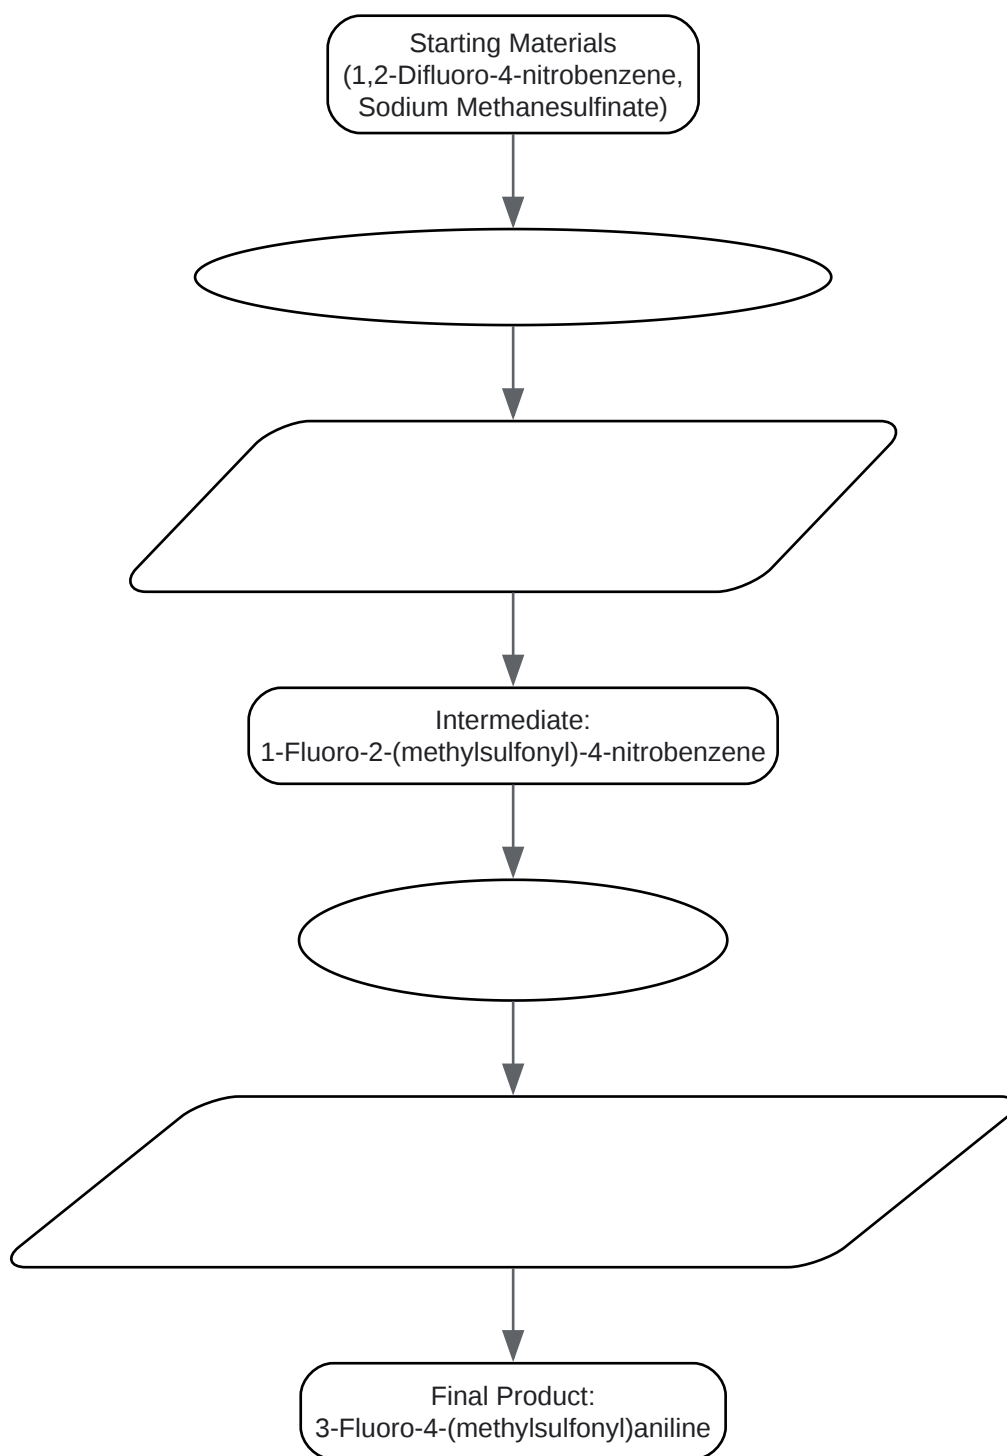 Starting Materials
(1,2-Difluoro-4-nitrobenzene,
Sodium Methanesulfinate)
Intermediate:
1-Fluoro-2-(methylsulfonyl)-4-nitrobenzene
Final Product:
3-Fluoro-4-(methylsulfonyl)aniline